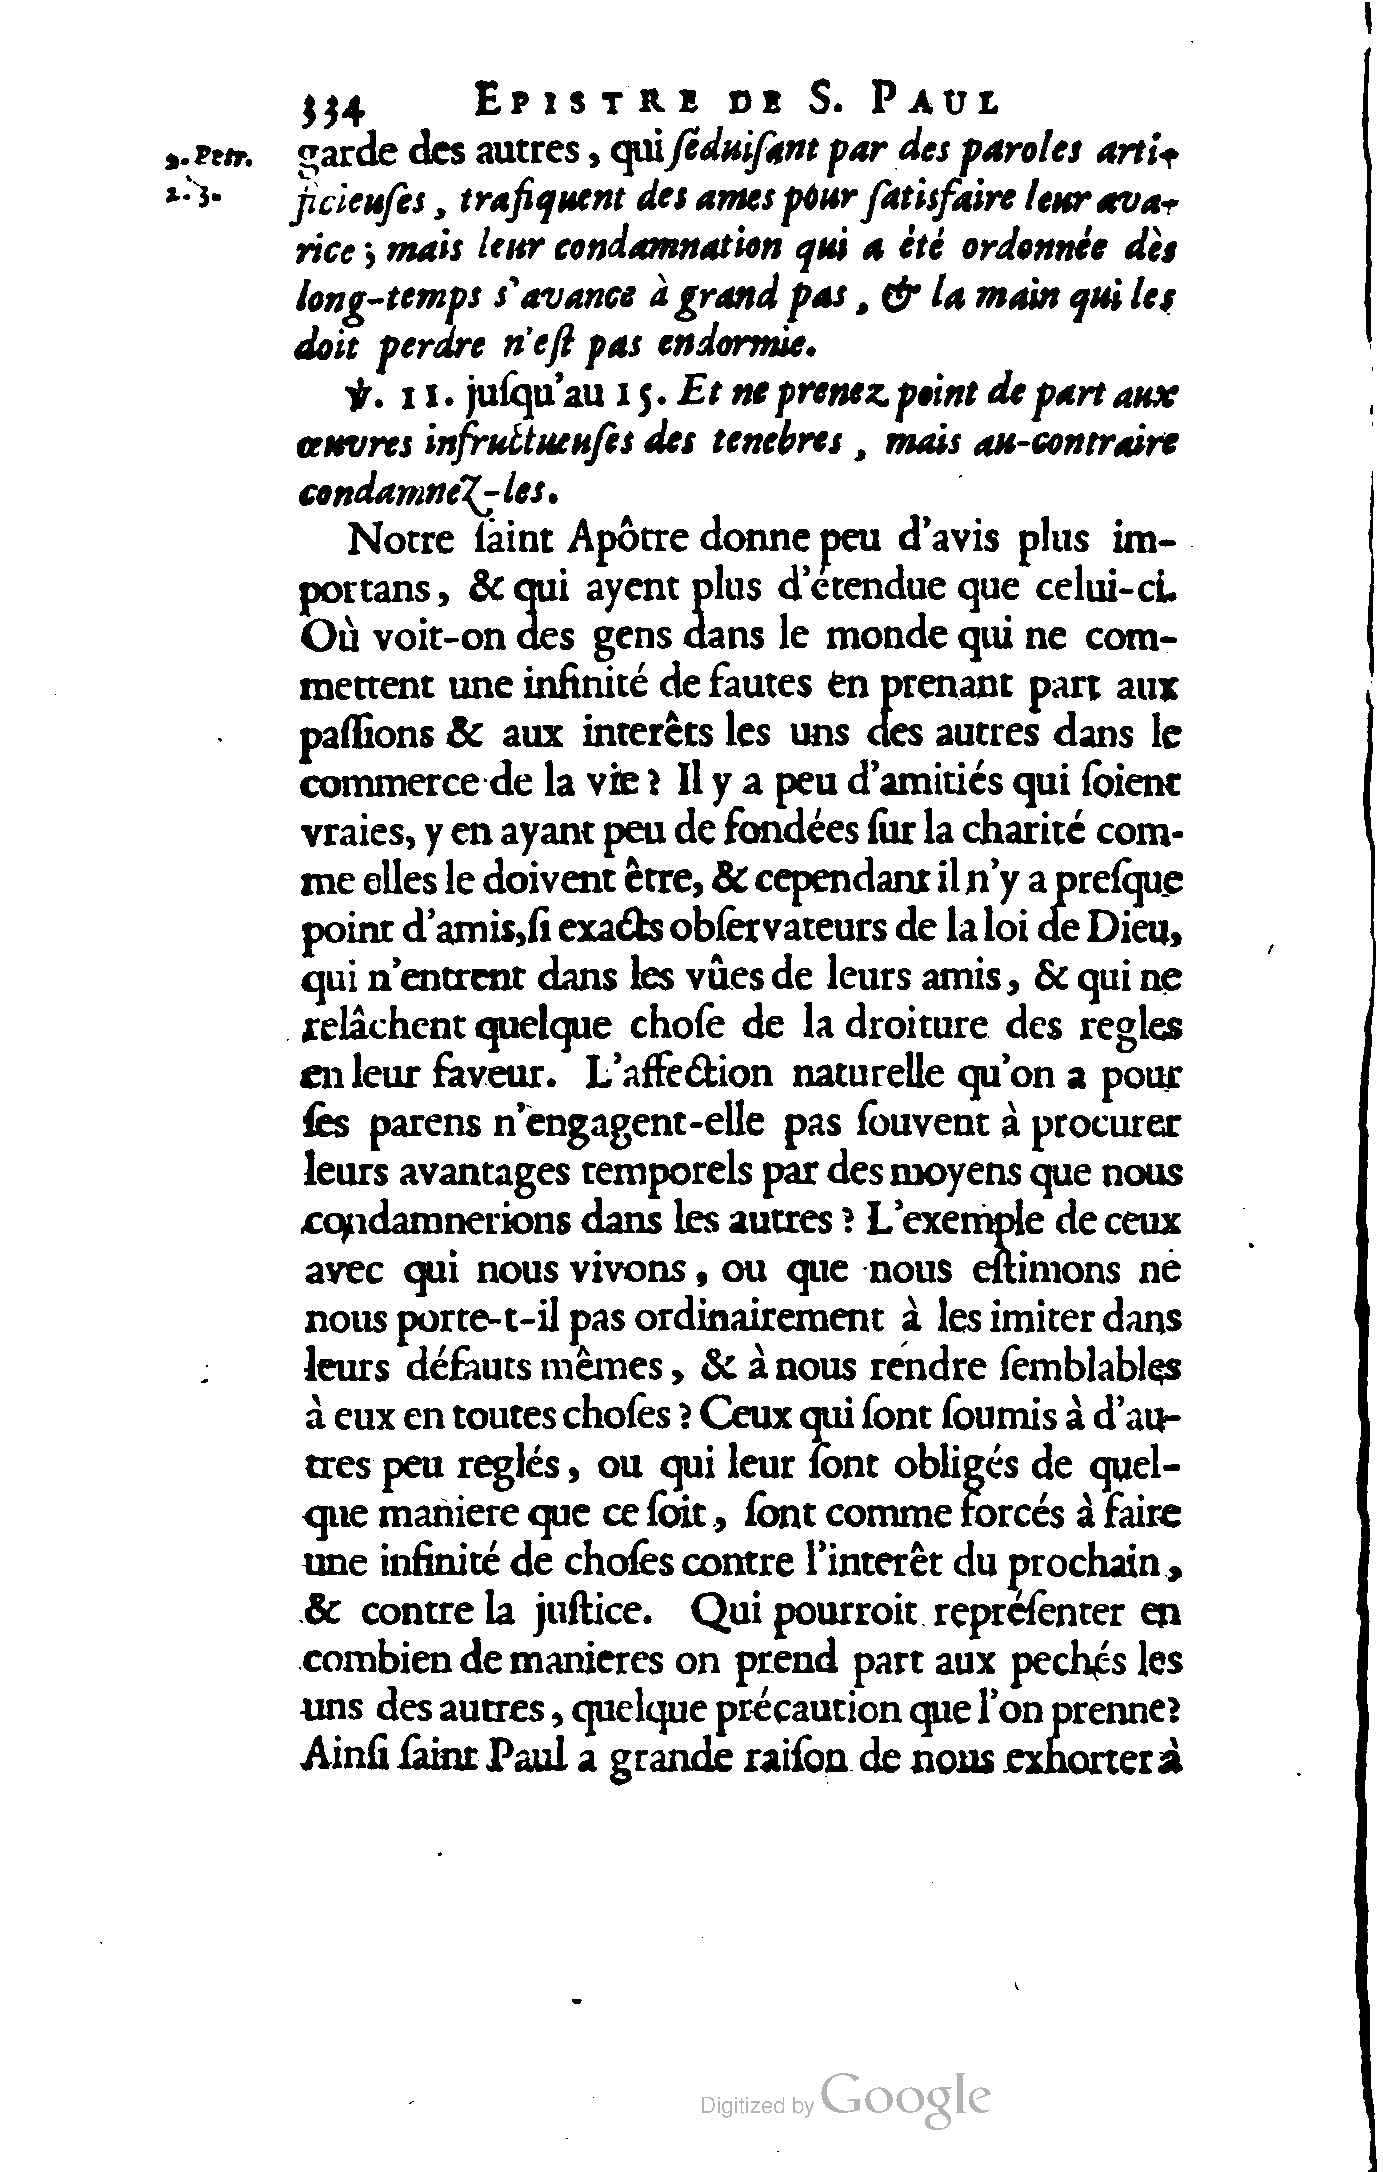 334 EPISTRE DE S. PAUL
2. Petr.
2. 3.
garde des autres, qui ſéduiſant par des paroles arti-
ficieuſes, trafiquent des ames pour ſatisfaire leur ava-
rice; mais leur condamnation qui a été ordonnée dès
long-temps s'avance à grand pas, & la main qui les
doit perdre n'eſt pas endormie.
℣. 11. juſqu'au 15. Et ne prenez point de part aux
œuvres infructueuſes des tenebres, mais au-contraire
condamnez-les.
Notre ſaint Apôtre donne peu d'avis plus im-
portans, & qui ayent plus d'étendue que celui-ci.
Où voit-on des gens dans le monde qui ne com-
mettent une infinité de fautes en prenant part aux
paſſions & aux interêts les uns des autres dans le
commerce de la vie? Il y a peu d'amitiés qui ſoient
vraies, y en ayant peu de fondées ſur la charité com-
me elles le doivent être, & cependant il n'y a preſque
point d'amis, ſi exacts obſervateurs de la loi de Dieu,
qui n'entrent dans les vûes de leurs amis, & qui ne
relâchent quelque choſe de la droiture des regles
en leur faveur. L'affection naturelle qu'on a pour
ſes parens n'engagent-elle pas ſouvent à procurer
leurs avantages temporels par des moyens que nous
condamnerions dans les autres? L'exemple de ceux
avec qui nous vivons, ou que nous eſtimons ne
nous porte-t-il pas ordinairement à les imiter dans
leurs défauts mêmes, & à nous rendre ſemblables
à eux en toutes choſes? Ceux qui ſont ſoumis à d'au-
tres peu reglés, ou qui leur ſont obligés de quel-
que maniere que ce ſoit, ſont comme forcés à faire
une infinité de choſes contre l'interêt du prochain,
& contre la juſtice. Qui pourroit repréſenter en
combien de manieres on prend part aux pechés les
uns des autres, quelque précaution que l'on prenne?
Ainſi ſaint Paul a grande raiſon de nous exhorter à
Digitized by Google